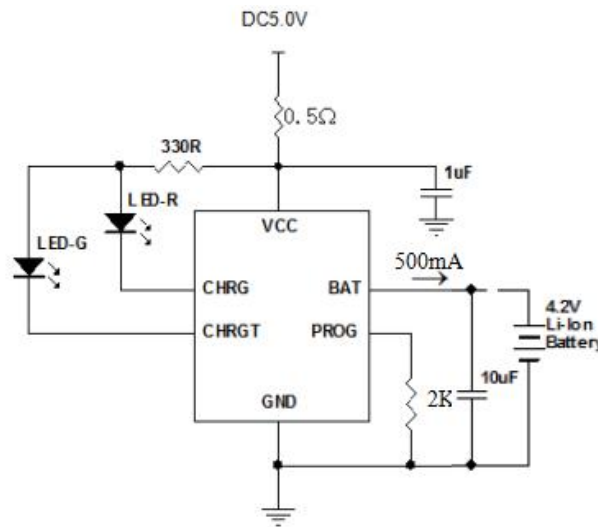 DC5.0V
0.5Ω
330R
1uF
LED-R
LED-G
VCC
500mA
CHRG
BAT
4.2V
Li-Ion
Battery
CHRGT
PROG
10uF
2K
GND